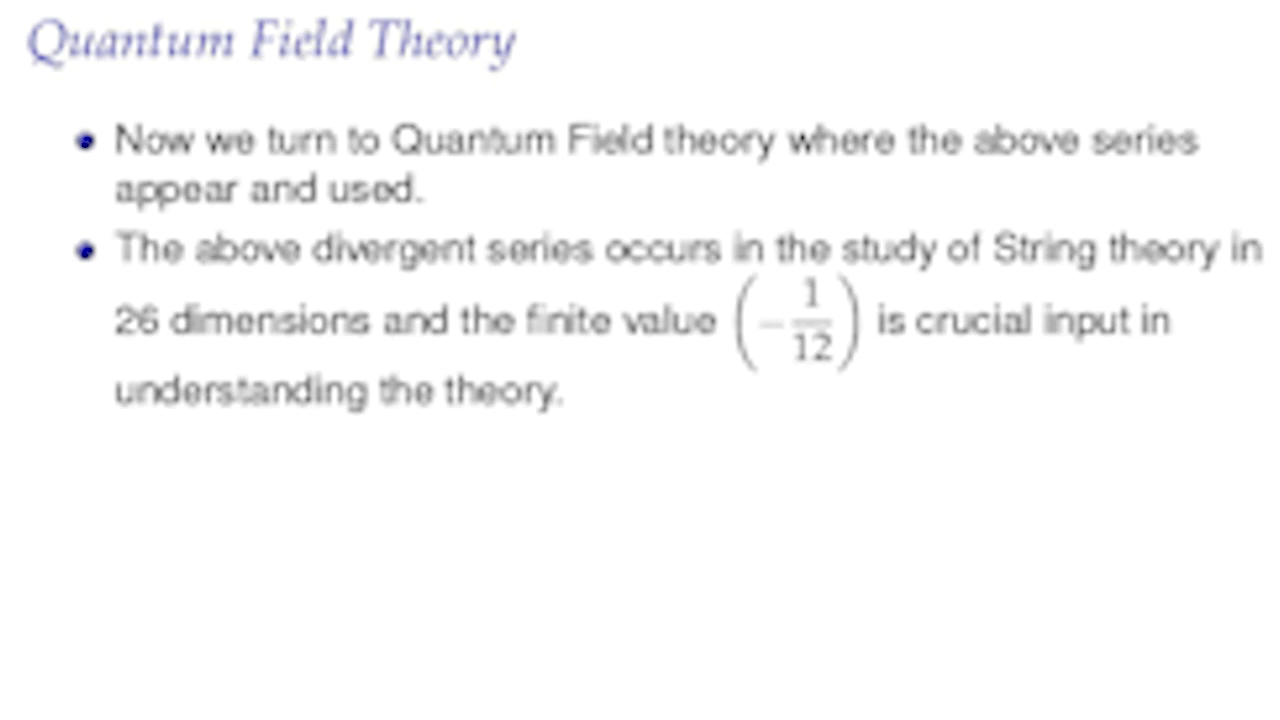 Quantum Field Theory
• Now we turn to Quantum Field theory where the above series
appear and used.
• The above divergent series occurs in the study of String theory in
26 dimensions and the finite value (−1/12) is crucial input in
understanding the theory.